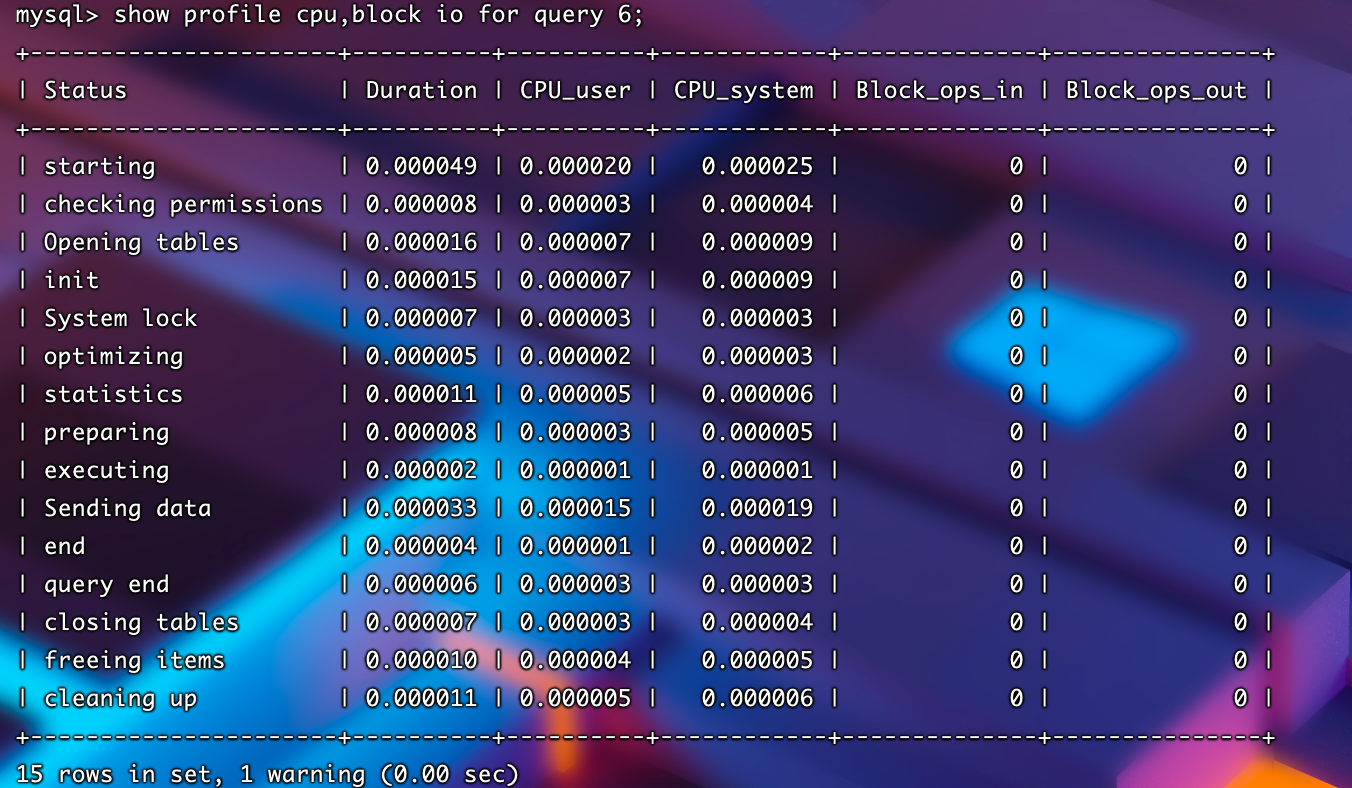 mysql> show profile cpu,block io for query 6;
+----------------------+----------+----------+------------+--------------+---------------+
| Status               | Duration | CPU_user | CPU_system | Block_ops_in | Block_ops_out |
+----------------------+----------+----------+------------+--------------+---------------+
| starting             | 0.000049 | 0.000020 |   0.000025 |            0 |             0 |
| checking permissions | 0.000008 | 0.000003 |   0.000004 |            0 |             0 |
| Opening tables       | 0.000016 | 0.000007 |   0.000009 |            0 |             0 |
| init                 | 0.000015 | 0.000007 |   0.000009 |            0 |             0 |
| System lock          | 0.000007 | 0.000003 |   0.000003 |            0 |             0 |
| optimizing           | 0.000005 | 0.000002 |   0.000003 |            0 |             0 |
| statistics           | 0.000011 | 0.000005 |   0.000006 |            0 |             0 |
| preparing            | 0.000008 | 0.000003 |   0.000005 |            0 |             0 |
| executing            | 0.000002 | 0.000001 |   0.000001 |            0 |             0 |
| Sending data         | 0.000033 | 0.000015 |   0.000019 |            0 |             0 |
| end                  | 0.000004 | 0.000001 |   0.000002 |            0 |             0 |
| query end            | 0.000006 | 0.000003 |   0.000003 |            0 |             0 |
| closing tables       | 0.000007 | 0.000003 |   0.000004 |            0 |             0 |
| freeing items        | 0.000010 | 0.000004 |   0.000005 |            0 |             0 |
| cleaning up          | 0.000011 | 0.000005 |   0.000006 |            0 |             0 |
+----------------------+----------+----------+------------+--------------+---------------+
15 rows in set, 1 warning (0.00 sec)